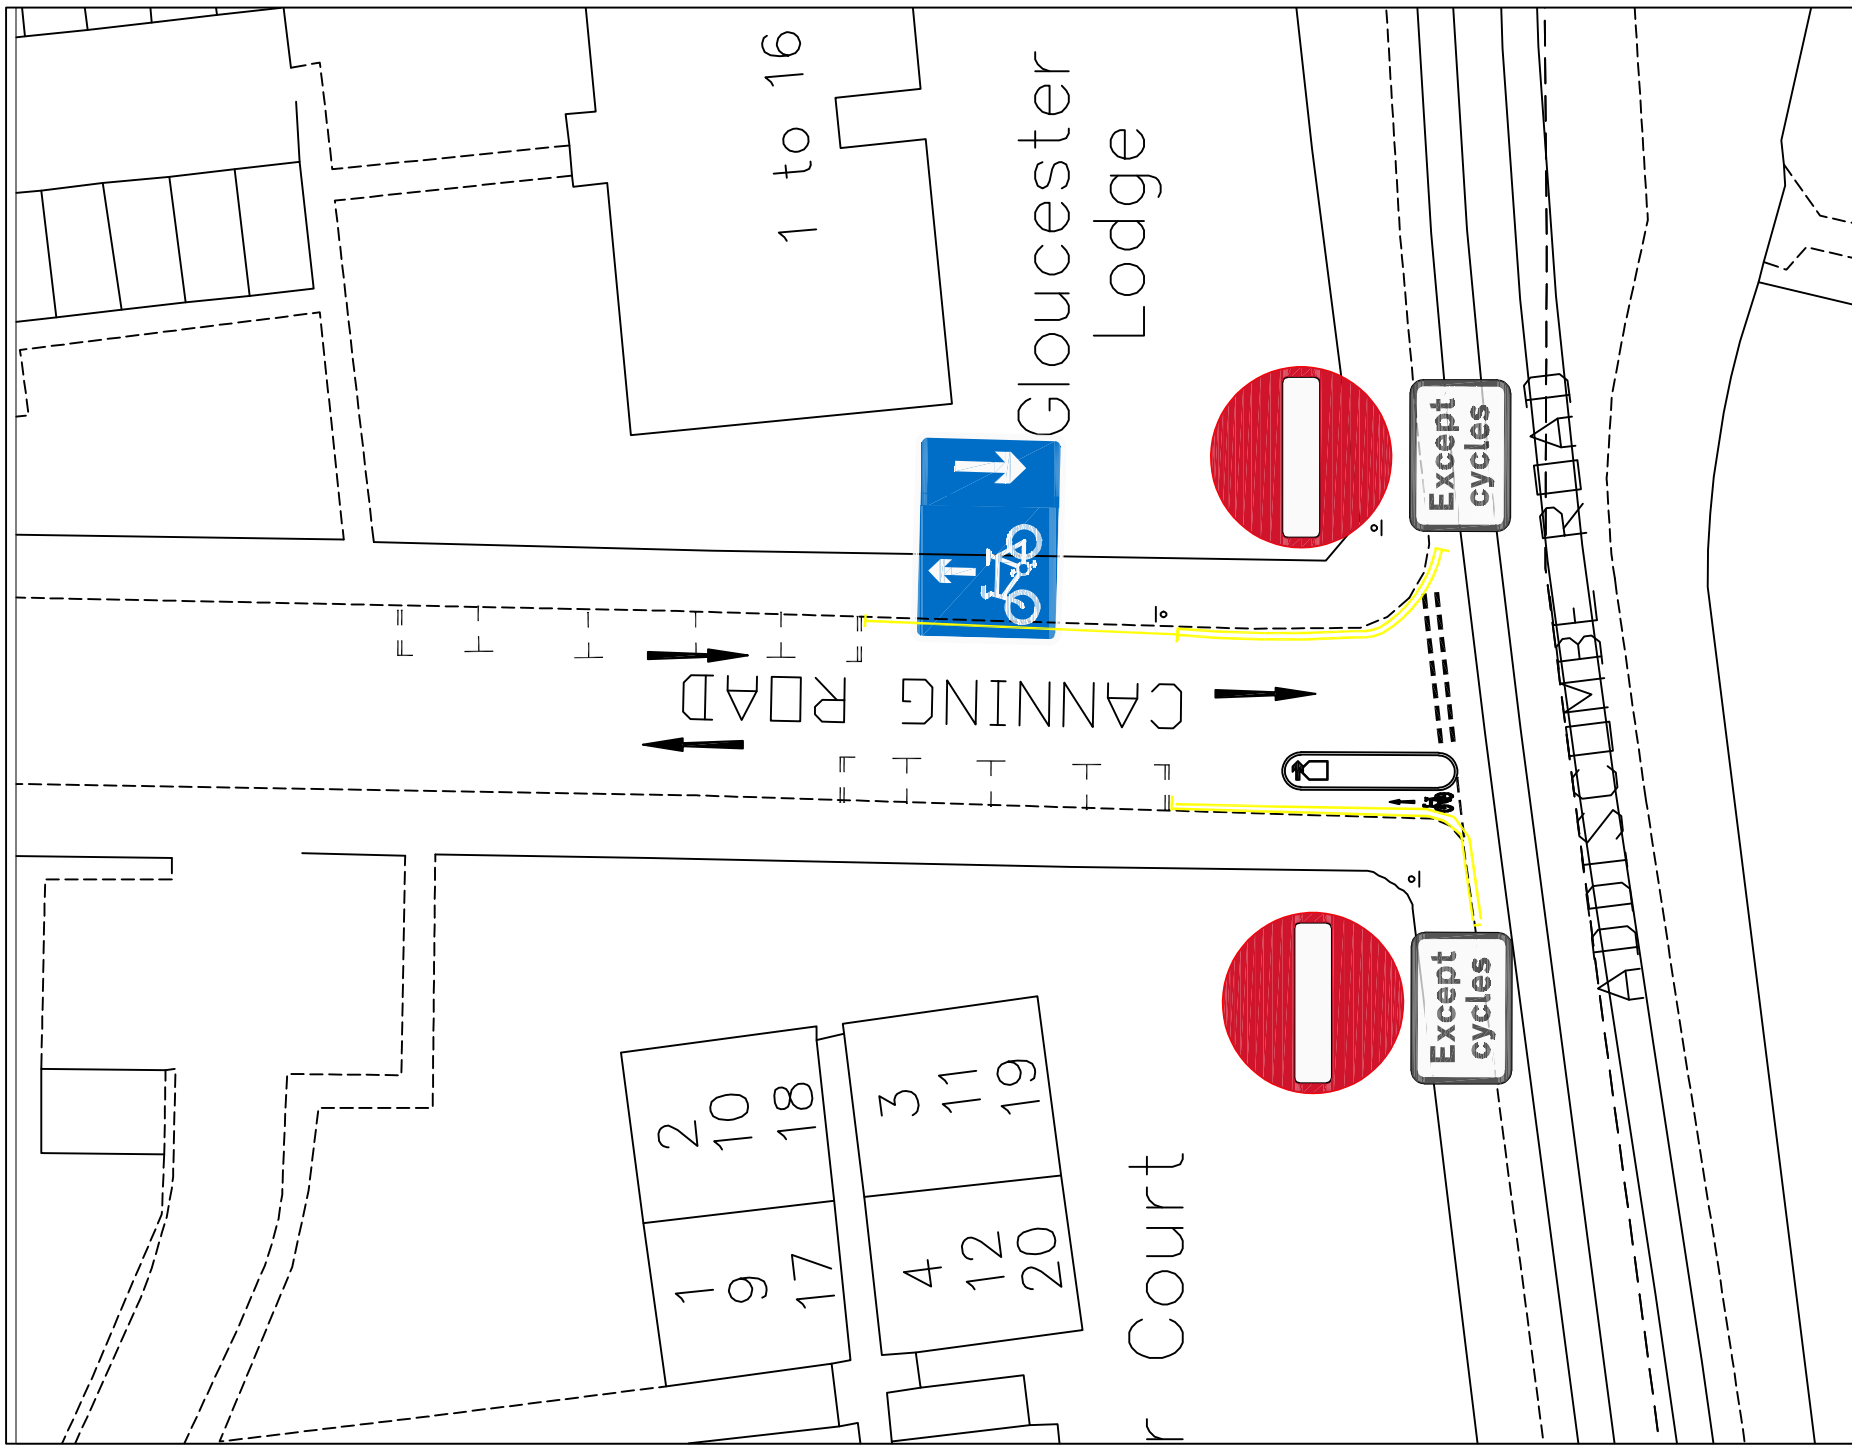 1 to 16
Gloucester
Lodge
Except
cycles
CANNING ROAD
ADDISCOMBE ROAD
Except
cycles
2
10
18
3
11
19
1
9
17
4
12
20
r Court